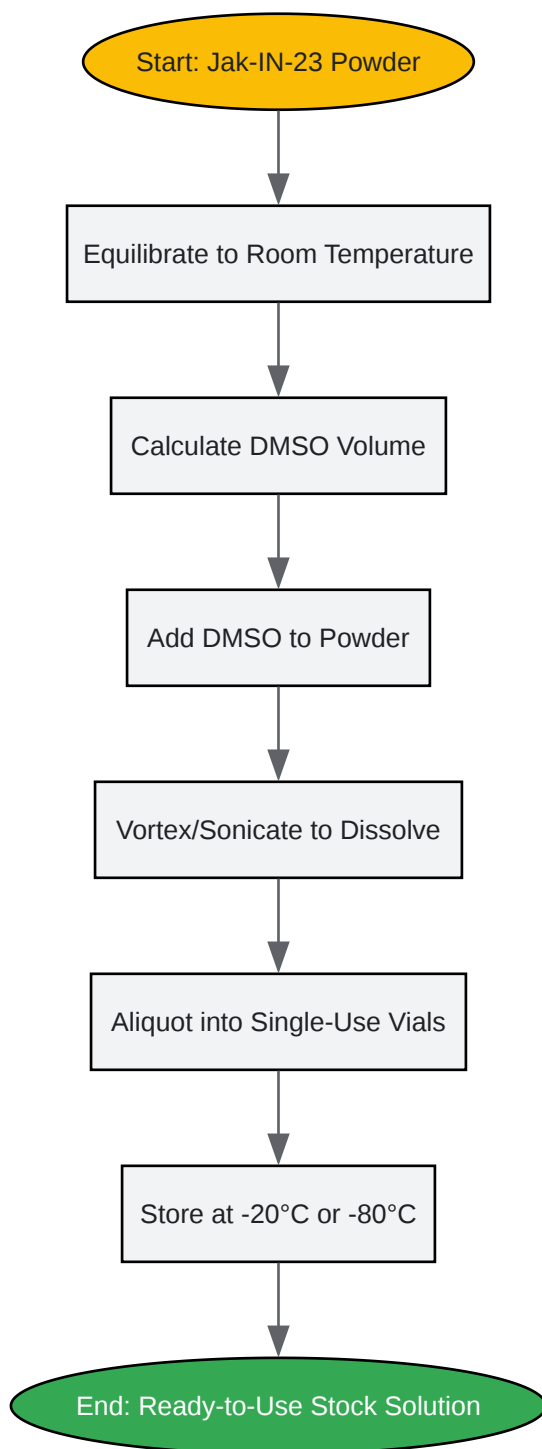 Start: Jak-IN-23 Powder
Equilibrate to Room Temperature
Calculate DMSO Volume
Add DMSO to Powder
Vortex/Sonicate to Dissolve
Aliquot into Single-Use Vials
Store at -20°C or -80°C
End: Ready-to-Use Stock Solution